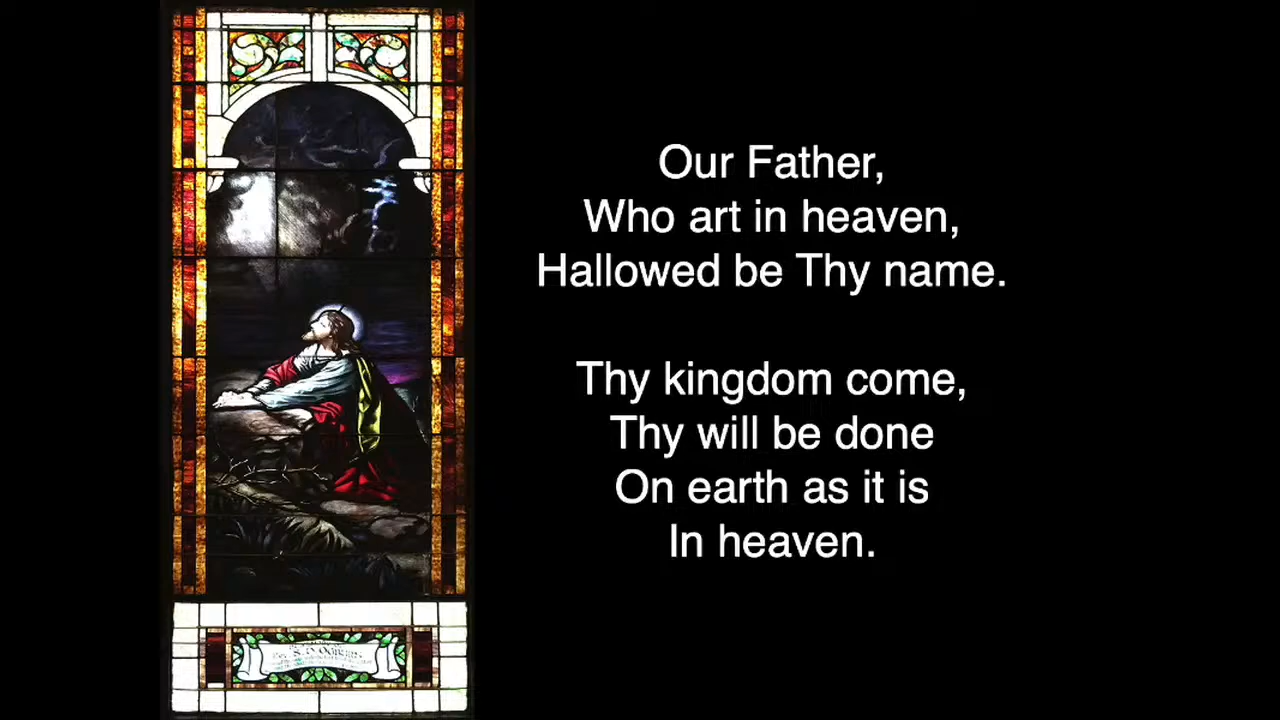 Our Father,
Who art in heaven,
Hallowed be Thy name.
Thy kingdom come,
Thy will be done
On earth as it is
In heaven.